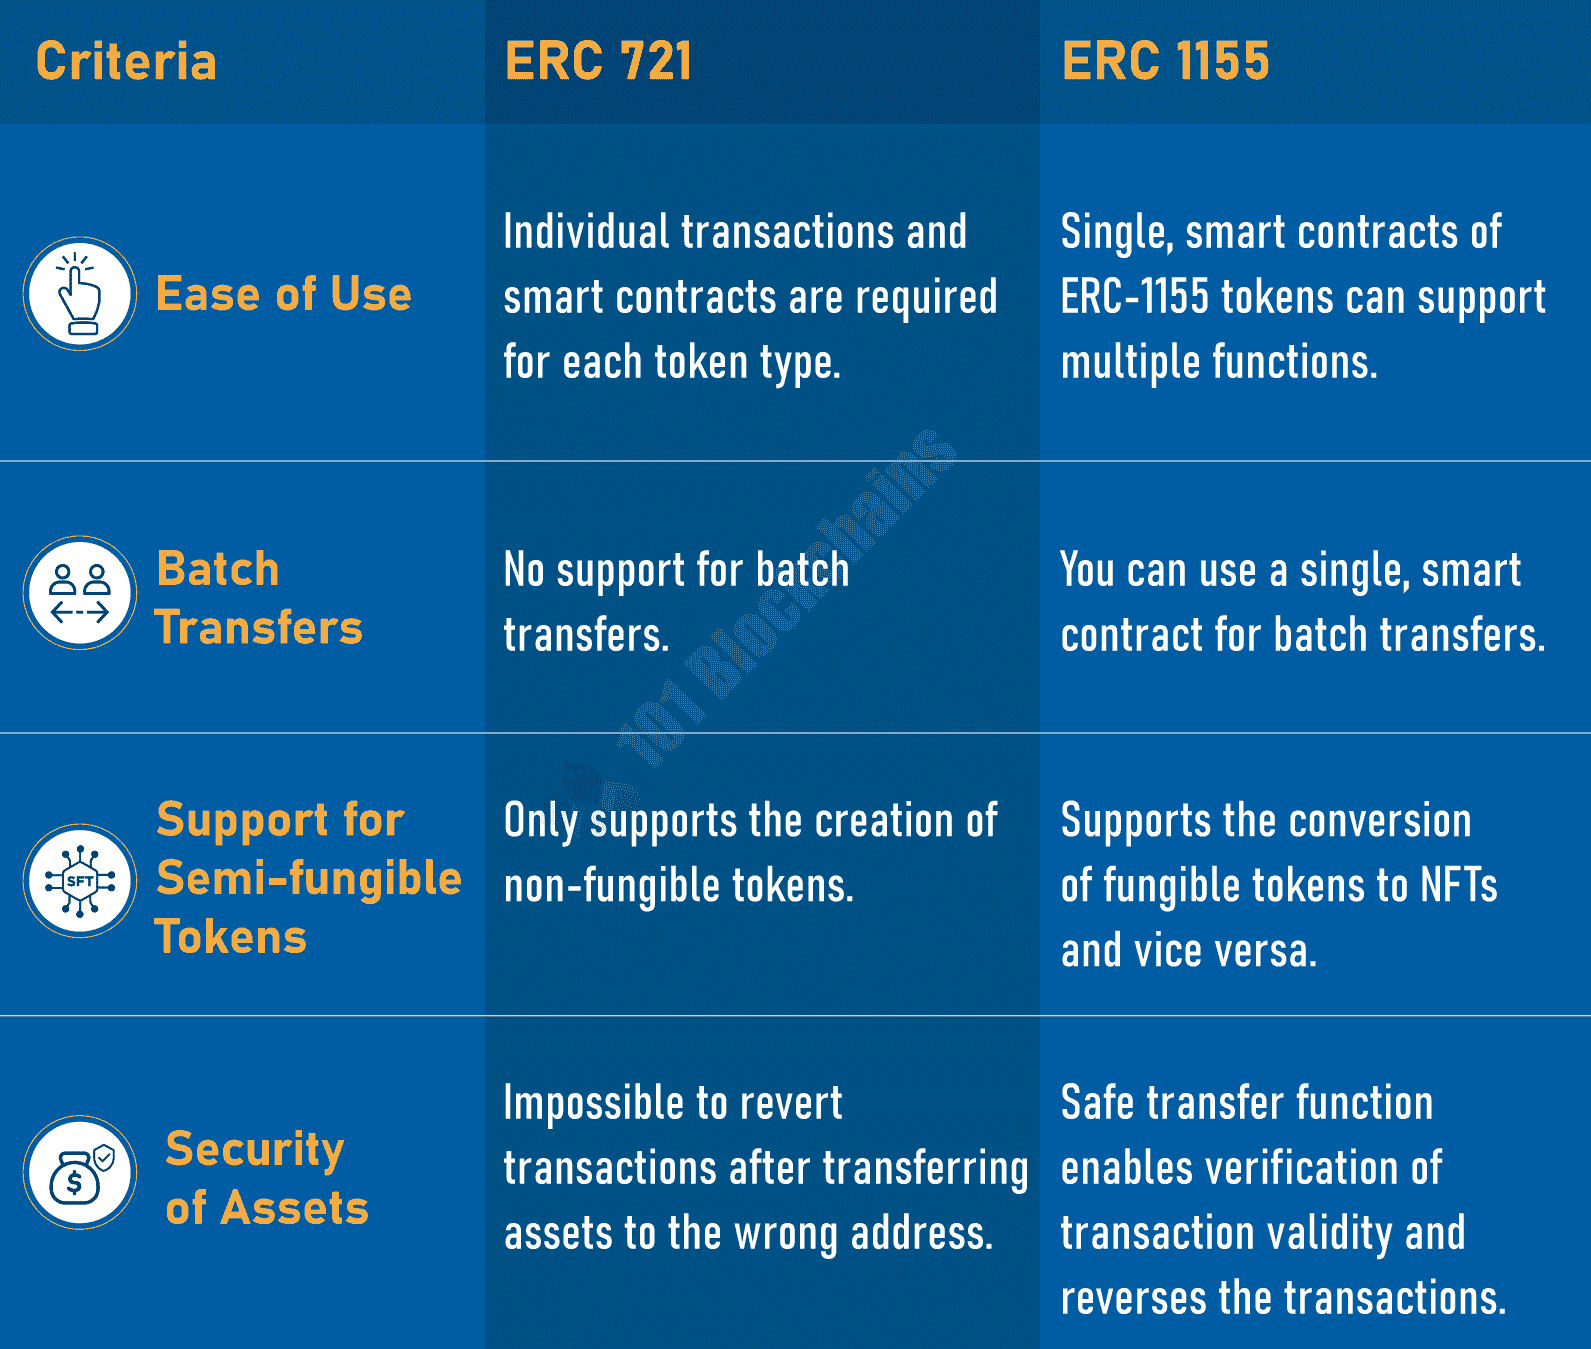 Criteria
ERC 721
ERC 1155
Ease of Use
Individual transactions and
smart contracts are required
for each token type.
Single, smart contracts of
ERC-1155 tokens can support
multiple functions.
Batch
Transfers
No support for batch
transfers.
You can use a single, smart
contract for batch transfers.
SFT
Support for
Semi-fungible
Tokens
Only supports the creation of
non-fungible tokens.
Supports the conversion
of fungible tokens to NFTs
and vice versa.
$
Security
of Assets
Impossible to revert
transactions after transferring
assets to the wrong address.
Safe transfer function
enables verification of
transaction validity and
reverses the transactions.
101 Blockchains